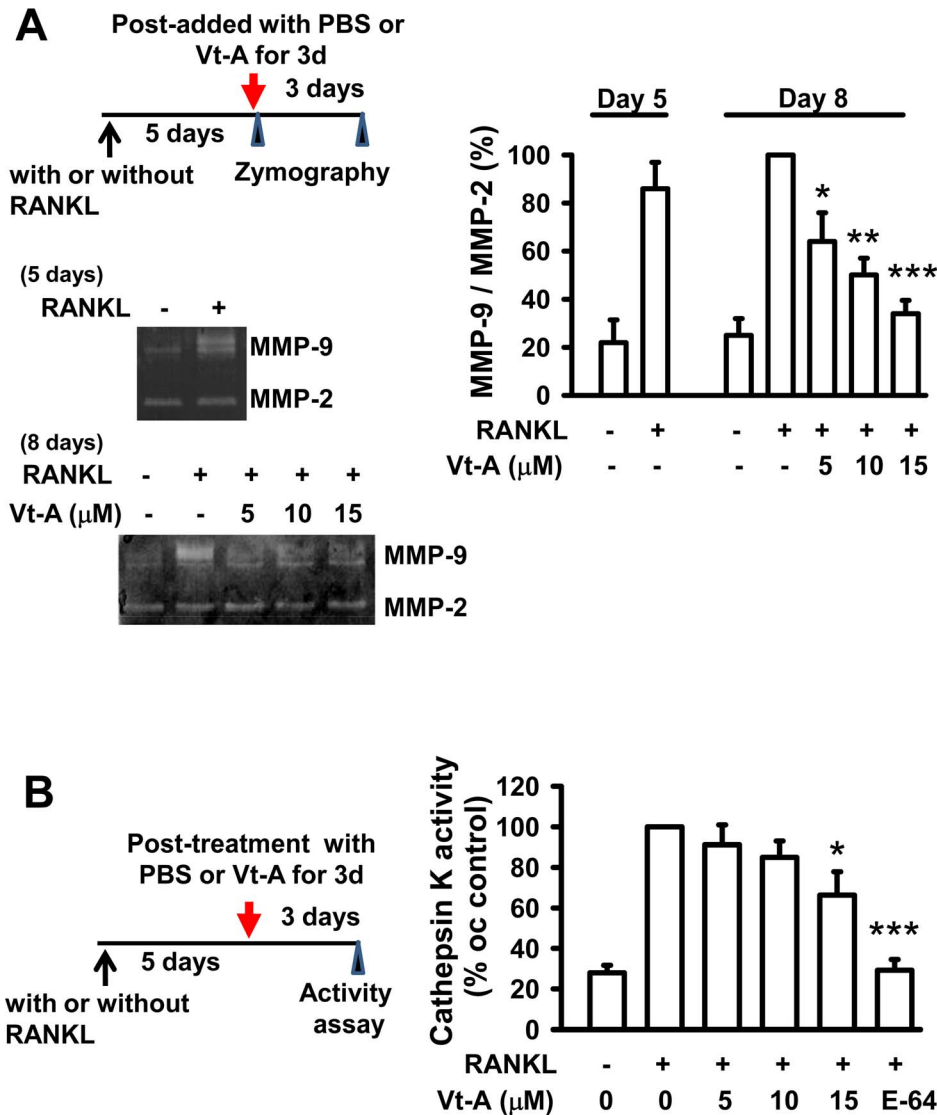 A
Post-added with PBS or
Vt-A for 3d
3 days
5 days
with or without
RANKL
Zymography
(5 days)
RANKL - +
MMP-9
MMP-2
(8 days)
RANKL - + + + +
Vt-A (μM) - - 5 10 15
MMP-9
MMP-2
Day 5 Day 8
MMP-9 / MMP-2 (%)
100
80
60
40
20
0
* ** ***
RANKL - + - + + + +
Vt-A (μM) - - - - 5 10 15
B
Post-treatment with
PBS or Vt-A for 3d
3 days
5 days
with or without
RANKL
Activity
assay
Cathepsin K activity
(% oc control)
120
100
80
60
40
20
0
* ***
RANKL - + + + + +
Vt-A (μM) 0 0 5 10 15 E-64